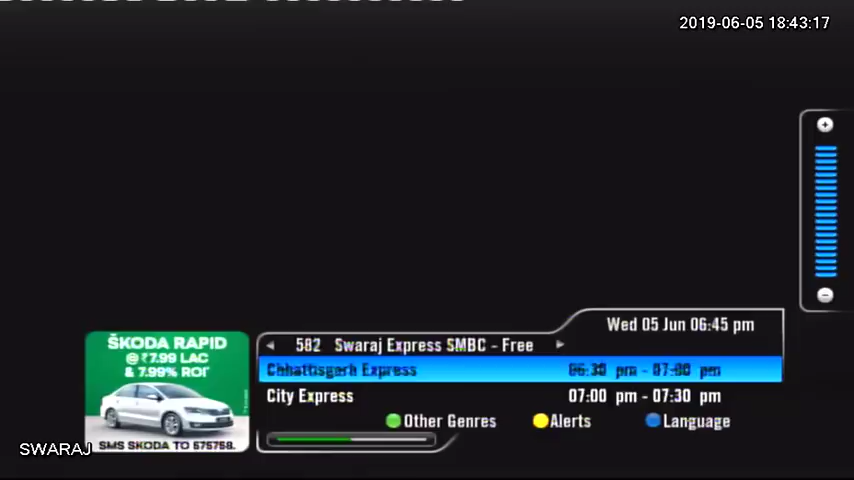 2019-06-05 18:43:17
Wed 05 Jun 06:45 pm
582 Swaraj Express SMBC - Free
Chhattisgarh Express 06:30 pm - 07:00 pm
City Express 07:00 pm - 07:30 pm
Other Genres Alerts Language
ŠKODA RAPID
@ ₹7.99 LAC
& 7.99% ROI*
SMS SKODA TO 575758.
SWARAJ